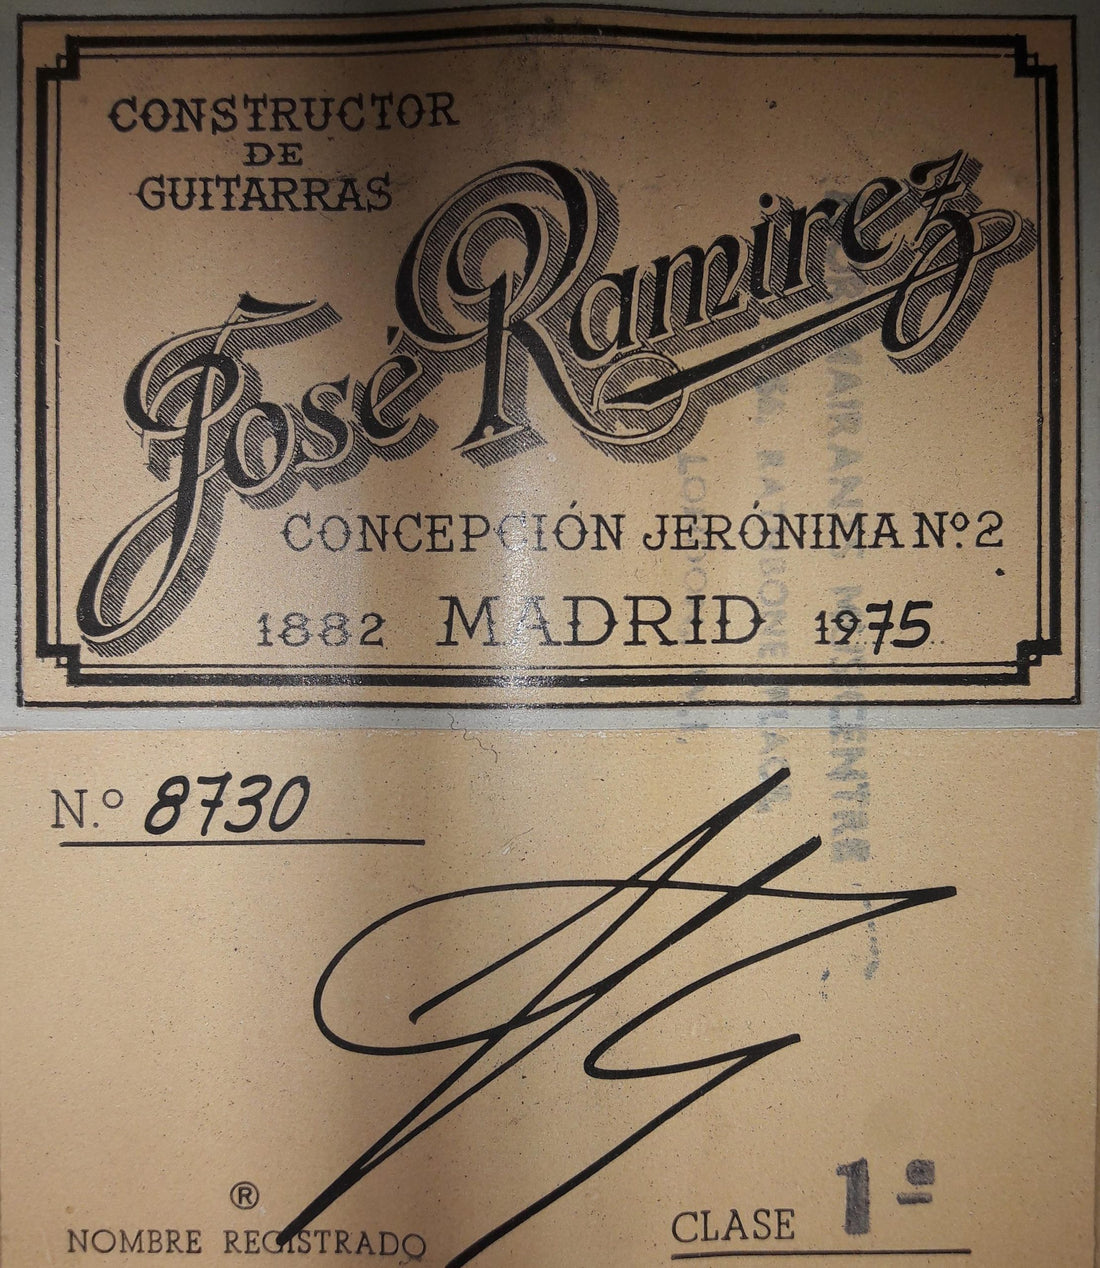 CONSTRUCTOR
DE
GUITARRAS
José Ramirez
CONCEPCIÓN JERÓNIMA Nº. 2
1882 MADRID 1975
N.º 8730
®
NOMBRE REGISTRADO
CLASE 1ª